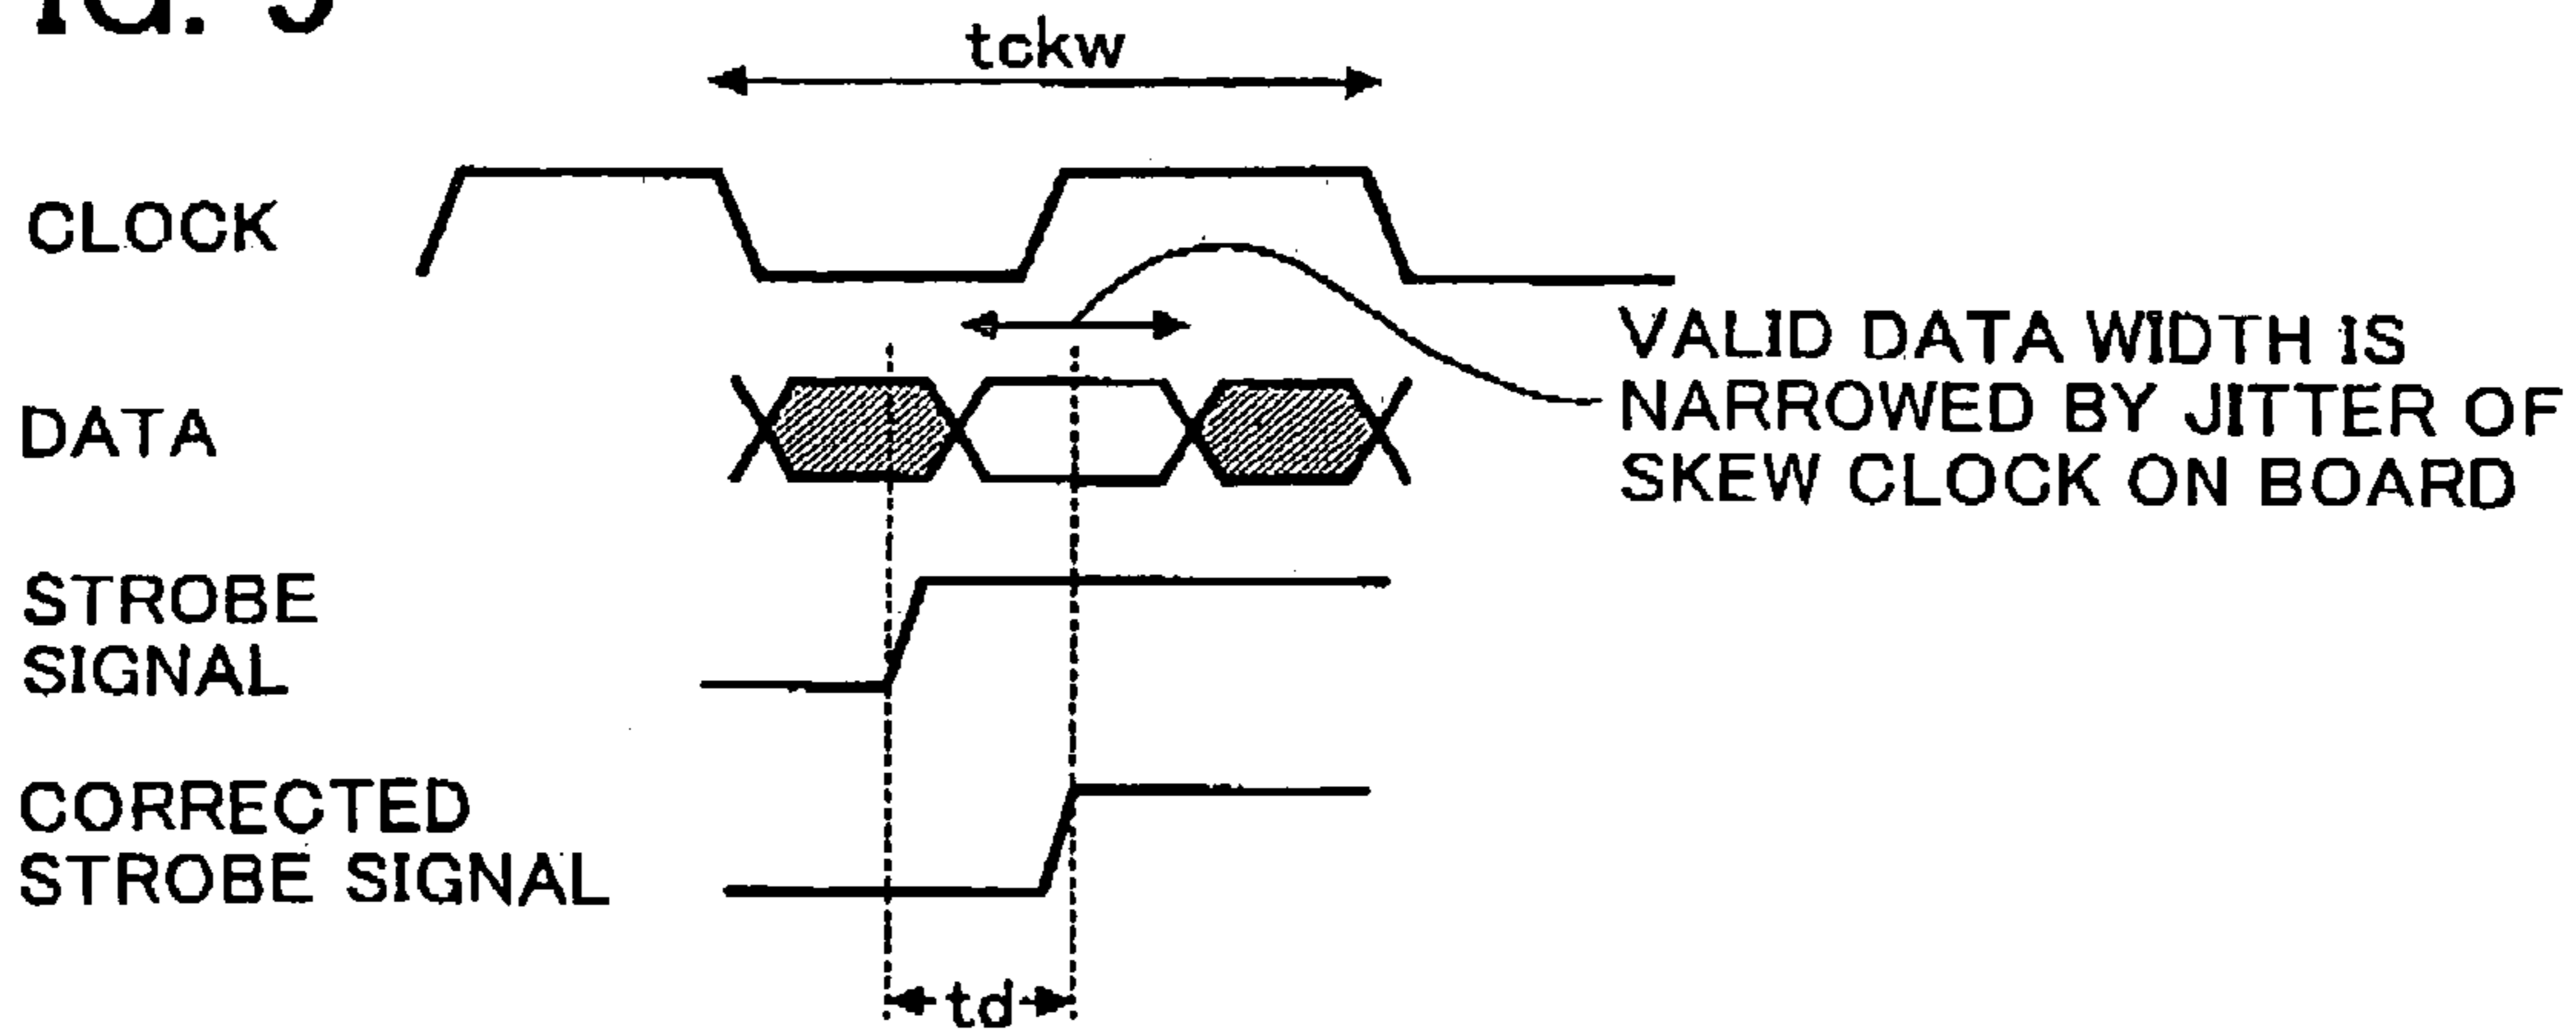 FIG.
tckw
CLOCK
VALID DATA WIDTH IS
NARROWED BY JITTER OF
SKEW CLOCK ON BOARD
DATA
STROBE
SIGNAL
CORRECTED
STROBE SIGNAL
td